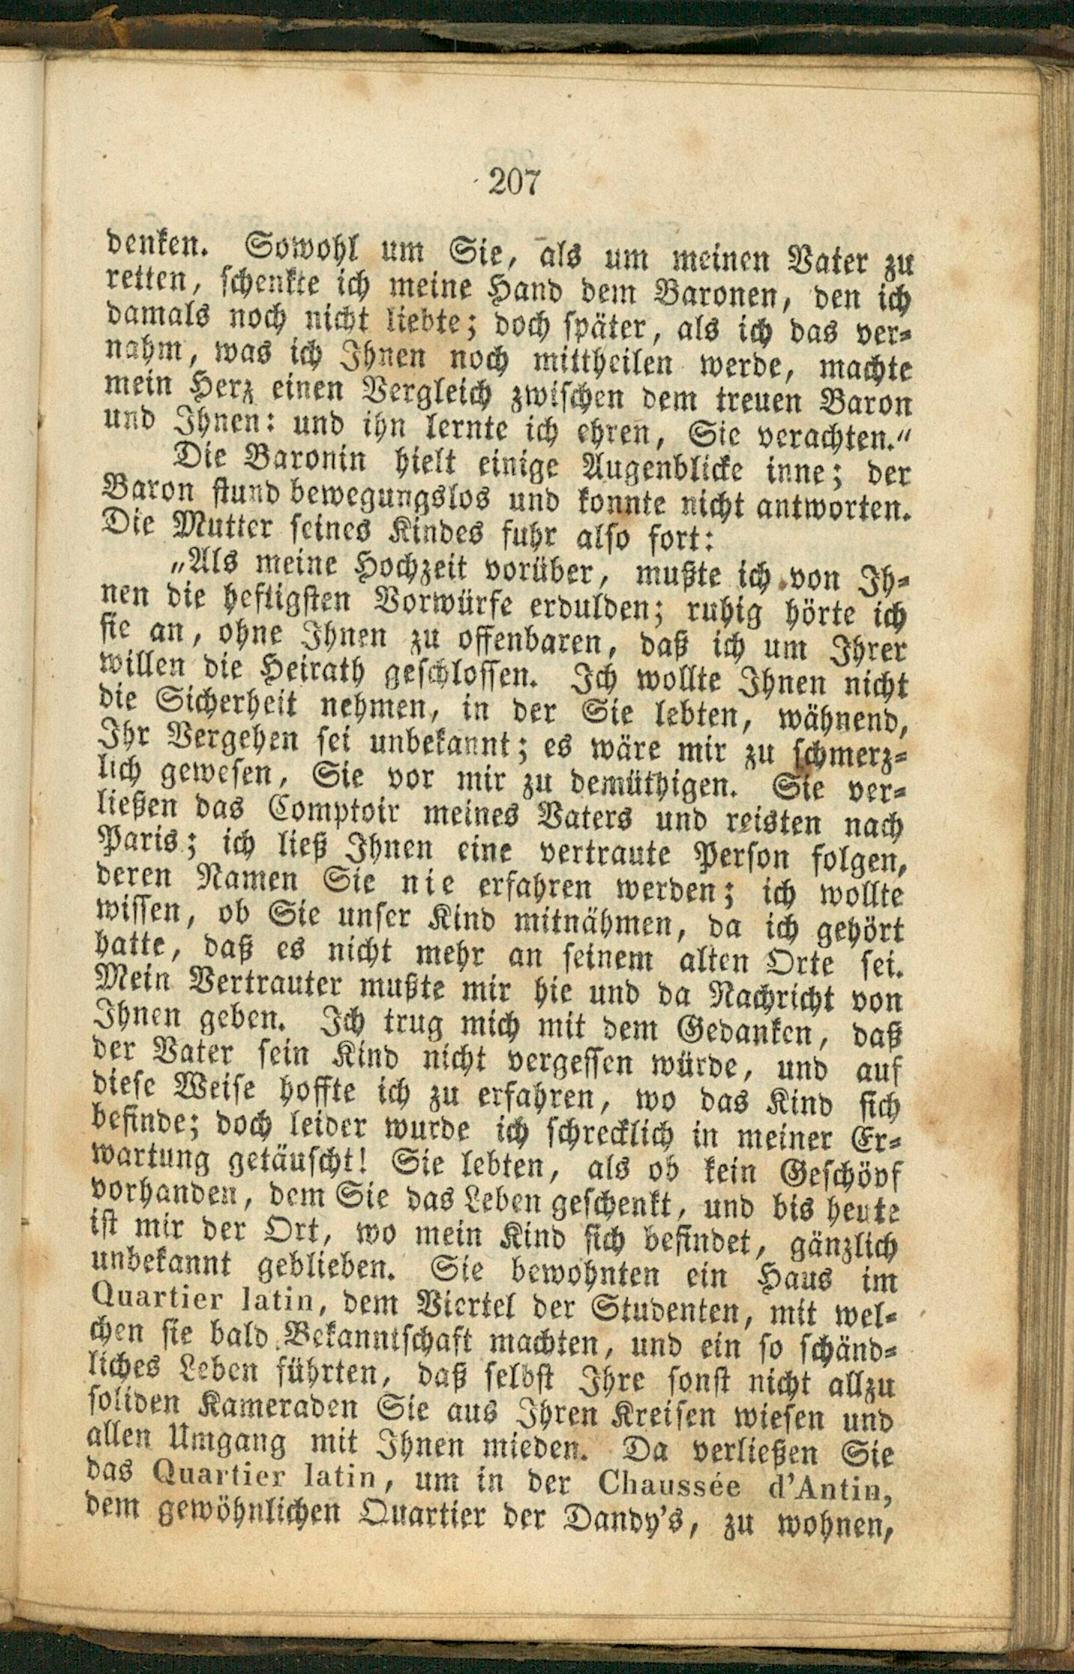 207
denken. Sowohl um Sie, als um meinen Vater zu
retten, schenkte ich meine Hand dem Baronen, den ich
damals noch nicht liebte; doch später, als ich das ver-
nahm, was ich Ihnen noch mittheilen werde, machte
mein Herz einen Vergleich zwischen dem treuen Baron
und Ihnen: und ihn lernte ich ehren, Sie verachten.“
Die Baronin hielt einige Augenblicke inne; der
Baron stund bewegungslos und konnte nicht antworten.
Die Mutter seines Kindes fuhr also fort:
„Als meine Hochzeit vorüber, mußte ich von Ih-
nen die heftigsten Vorwürfe erdulden; ruhig hörte ich
sie an, ohne Ihnen zu offenbaren, daß ich um Ihrer
willen die Heirath geschlossen. Ich wollte Ihnen nicht
die Sicherheit nehmen, in der Sie lebten, wähnend,
Ihr Vergehen sei unbekannt; es wäre mir zu schmerz-
lich gewesen, Sie vor mir zu demüthigen. Sie ver-
ließen das Comptoir meines Vaters und reisten nach
Paris; ich ließ Ihnen eine vertraute Person folgen,
deren Namen Sie nie erfahren werden; ich wollte
wissen, ob Sie unser Kind mitnähmen, da ich gehört
hatte, daß es nicht mehr an seinem alten Orte sei.
Mein Vertrauter mußte mir hie und da Nachricht von
Ihnen geben. Ich trug mich mit dem Gedanken, daß
der Vater sein Kind nicht vergessen würde, und auf
diese Weise hoffte ich zu erfahren, wo das Kind sich
befinde; doch leider wurde ich schrecklich in meiner Er-
wartung getäuscht! Sie lebten, als ob kein Geschöpf
vorhanden, dem Sie das Leben geschenkt, und bis heute
ist mir der Ort, wo mein Kind sich befindet, gänzlich
unbekannt geblieben. Sie bewohnten ein Haus im
Quartier latin, dem Viertel der Studenten, mit wel-
chen sie bald Bekanntschaft machten, und ein so schänd-
liches Leben führten, daß selbst Ihre sonst nicht allzu
soliden Kameraden Sie aus Ihren Kreisen wiesen und
allen Umgang mit Ihnen mieden. Da verließen Sie
das Quartier latin, um in der Chaussée d'Antin,
dem gewöhnlichen Quartier der Dandy's, zu wohnen,